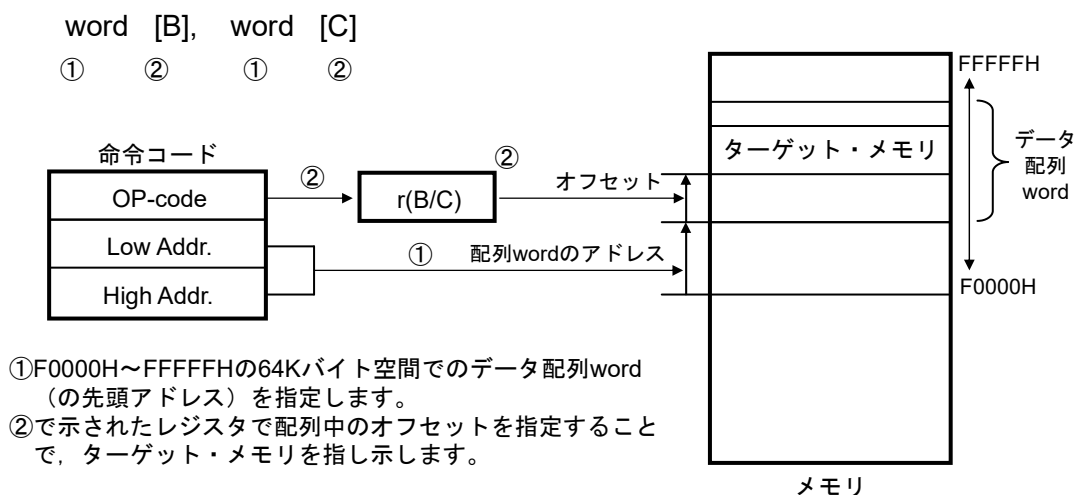 word [B], word [C]
① ② ① ②
FFFFFH
データ
配列
word
ターゲット・メモリ
命令コード
OP-code
Low Addr.
High Addr.
②
r(B/C)
②
オフセット
①
配列wordのアドレス
F0000H
①F0000H～FFFFFHの64Kバイト空間でのデータ配列word
（の先頭アドレス）を指定します。
②で示されたレジスタで配列中のオフセットを指定すること
で，ターゲット・メモリを指し示します。
メモリ